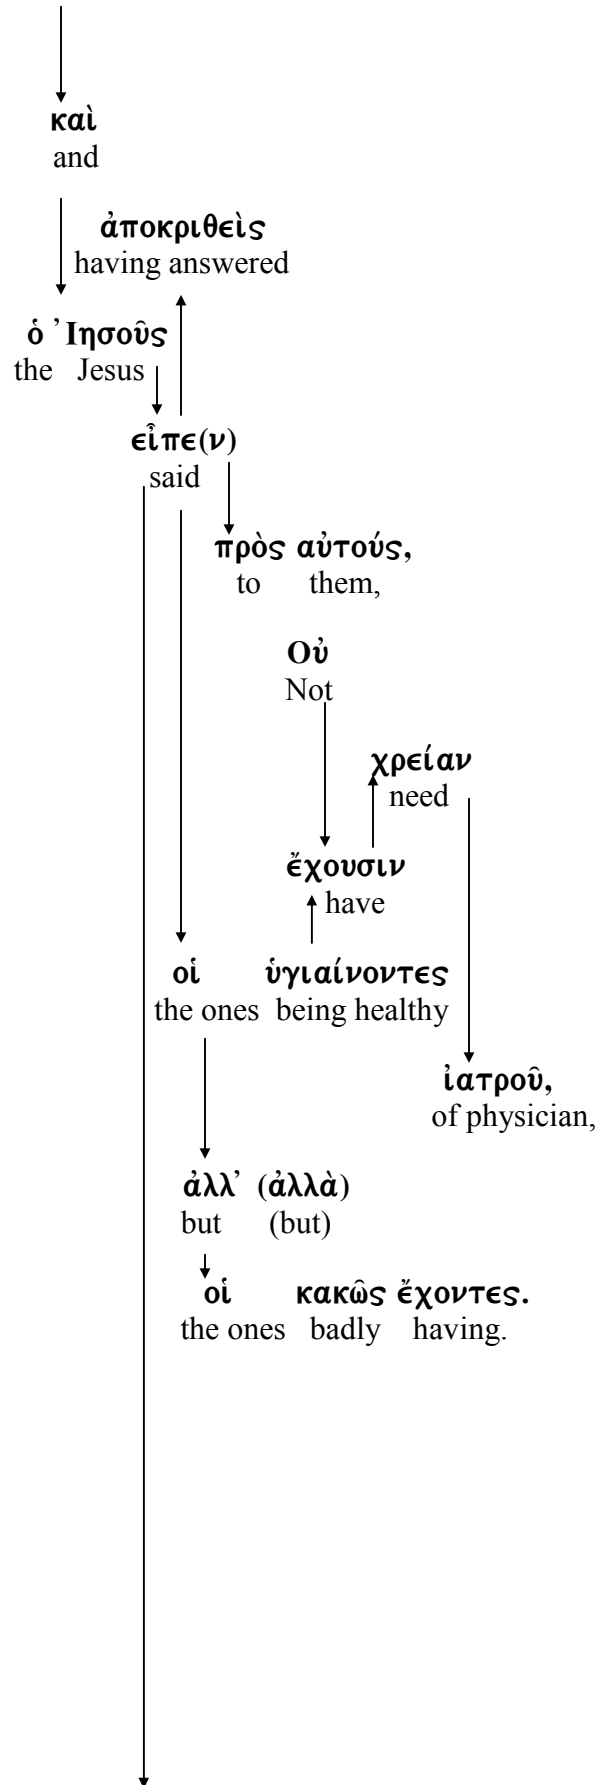 καὶ
and
ἀποκριθεὶς
having answered
ὁ ᾿Ιησοῦς
the Jesus
εἶπε(ν)
said
πρὸς αὐτούς,
to them,
Οὐ
Not
χρείαν
need
ἔχουσιν
have
οἱ ὑγιαίνοντες
the ones being healthy
ἰατροῦ,
of physician,
ἀλλ᾿ (ἀλλὰ)
but (but)
οἱ κακῶς ἔχοντες.
the ones badly having.